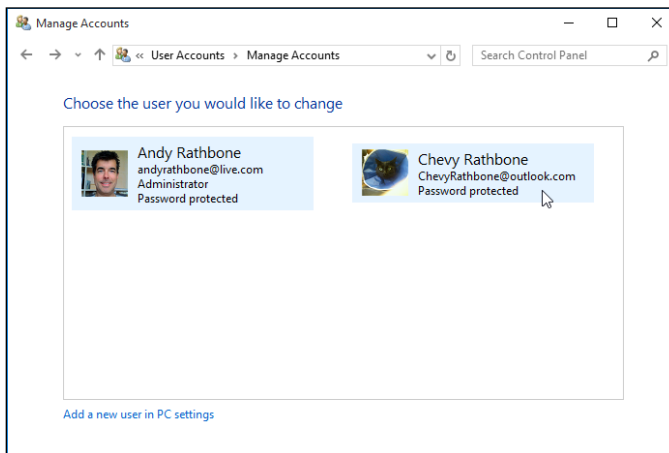 Manage Accounts
« User Accounts > Manage Accounts
Search Control Panel
Choose the user you would like to change
Andy Rathbone
andyrathbone@live.com
Administrator
Password protected
Chevy Rathbone
ChevyRathbone@outlook.com
Password protected
Add a new user in PC settings